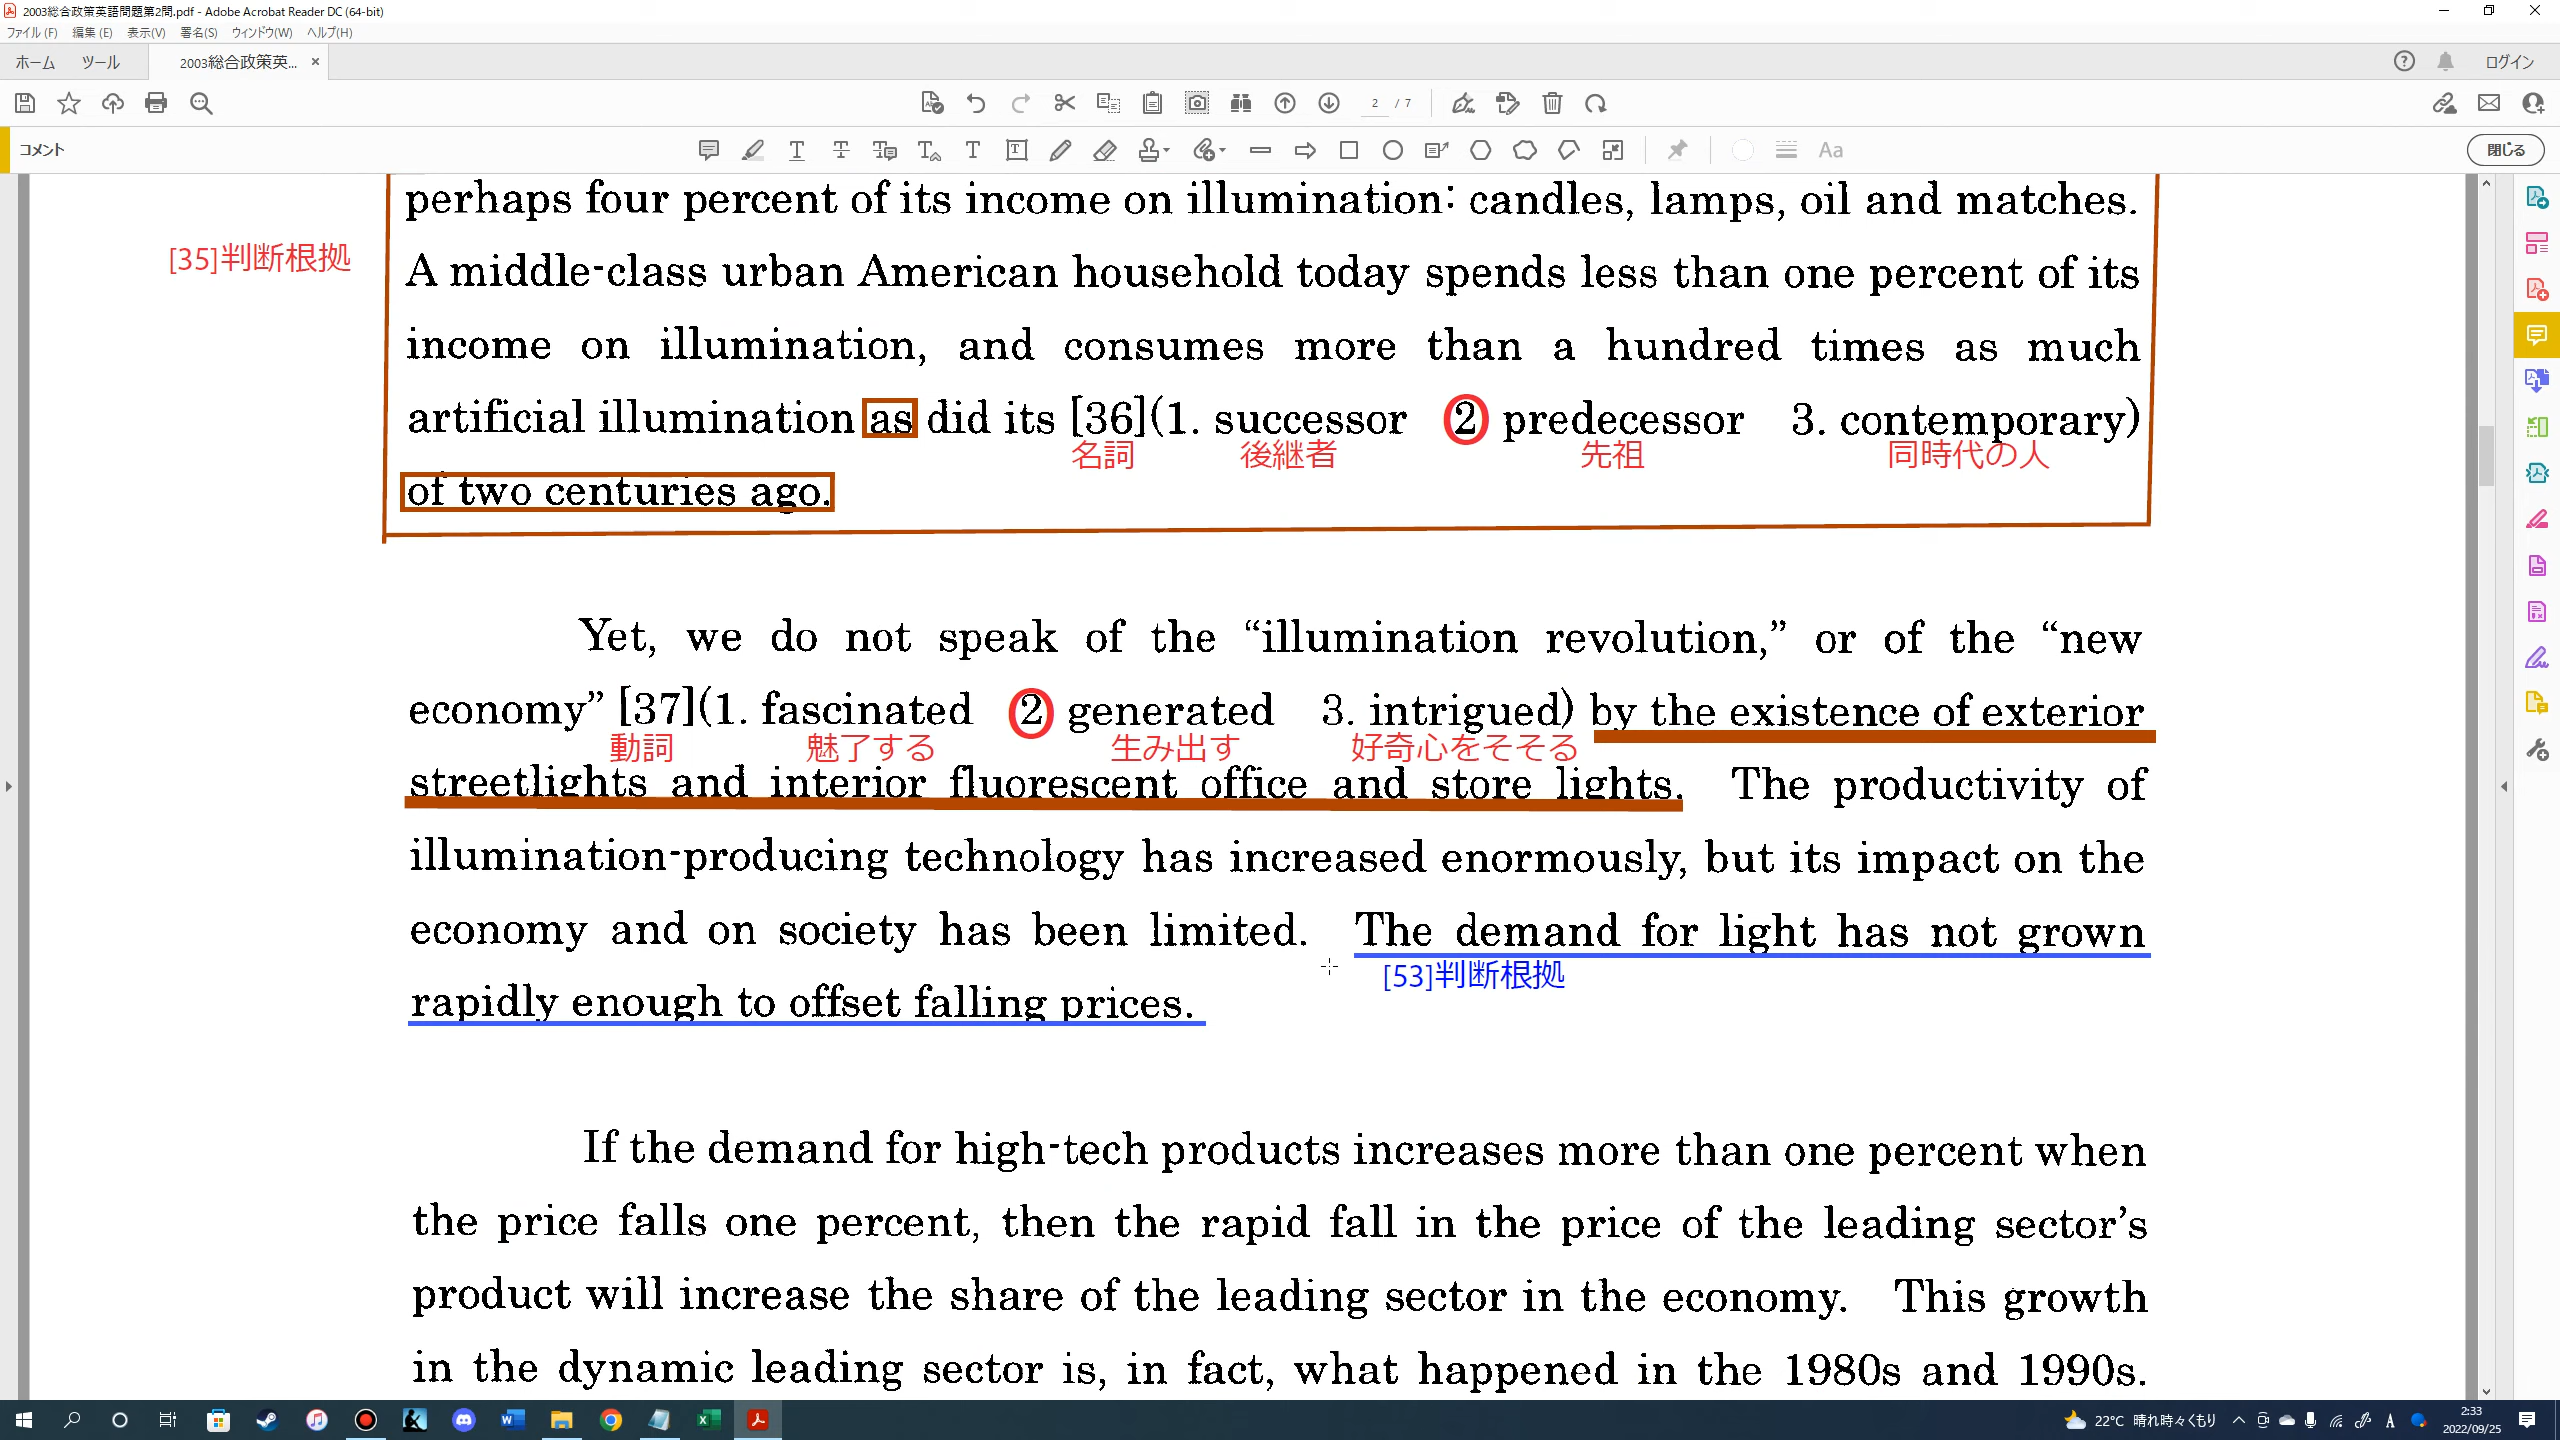 2003総合政策英語問題第2問.pdf - Adobe Acrobat Reader DC (64-bit)
ファイル(F) 編集(E) 表示(V) 署名(S) ウィンドウ(W) ヘルプ(H)
ホーム ツール 2003総合政策英... × ログイン
2 / 7
コメント Aa 閉じる
perhaps four percent of its income on illumination: candles, lamps, oil and matches.
[35]判断根拠
A middle-class urban American household today spends less than one percent of its
income on illumination, and consumes more than a hundred times as much
artificial illumination as did its [36](1. successor ② predecessor 3. contemporary)
名詞 後継者 先祖 同時代の人
of two centuries ago.
Yet, we do not speak of the “illumination revolution,” or of the “new
economy” [37](1. fascinated ② generated 3. intrigued) by the existence of exterior
動詞 魅了する 生み出す 好奇心をそそる
streetlights and interior fluorescent office and store lights. The productivity of
illumination-producing technology has increased enormously, but its impact on the
economy and on society has been limited. The demand for light has not grown
[53]判断根拠
rapidly enough to offset falling prices.
If the demand for high-tech products increases more than one percent when
the price falls one percent, then the rapid fall in the price of the leading sector’s
product will increase the share of the leading sector in the economy. This growth
in the dynamic leading sector is, in fact, what happened in the 1980s and 1990s.
22°C 晴れ時々くもり A 2:33
2022/09/25